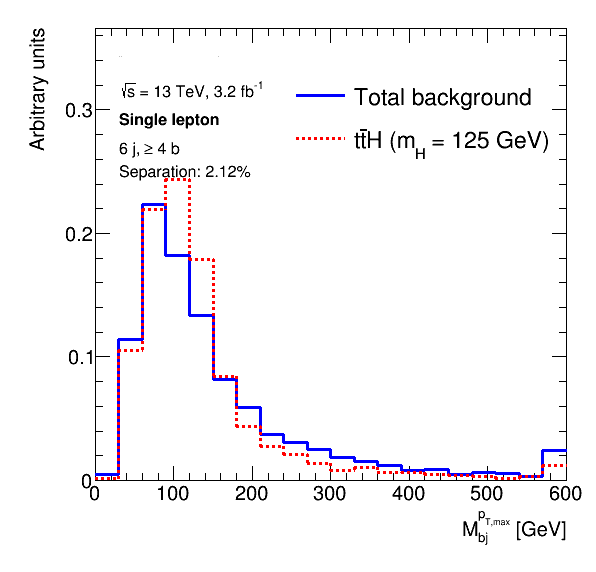 Arbitrary units
0.3
0.2
0.1
0
√s = 13 TeV, 3.2 fb⁻¹
Single lepton
6 j, ≥ 4 b
Separation: 2.12%
Total background
tt̄H (m_H = 125 GeV)
0 100 200 300 400 500 600
M_bj^p_T,max [GeV]